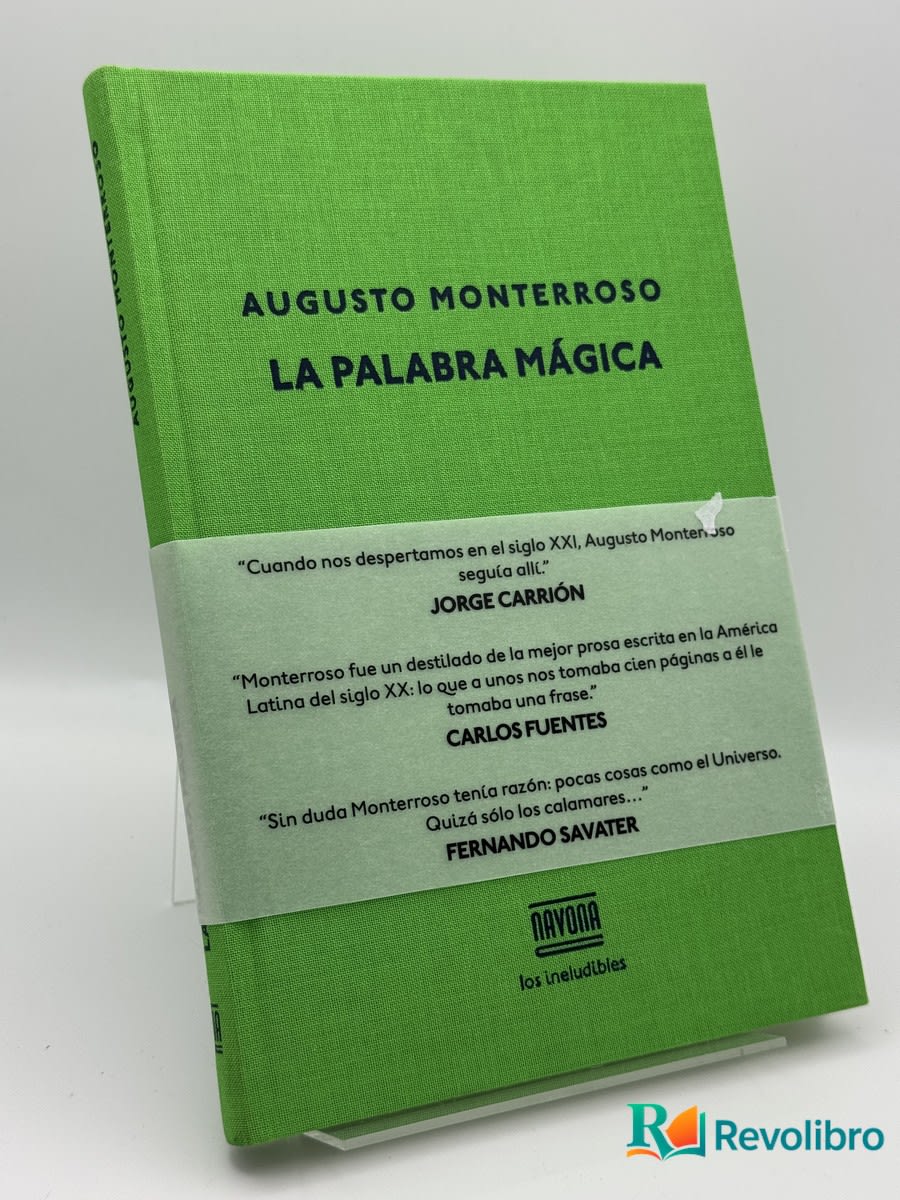 AUGUSTO MONTERROSO
AUGUSTO MONTERROSO
LA PALABRA MÁGICA
“Cuando nos despertamos en el siglo XXI, Augusto Monterroso
seguía allí.”
JORGE CARRIÓN
“Monterroso fue un destilado de la mejor prosa escrita en la América
Latina del siglo XX: lo que a unos nos tomaba cien páginas a él le
tomaba una frase.”
CARLOS FUENTES
“Sin duda Monterroso tenía razón: pocas cosas como el Universo.
Quizá sólo los calamares...”
FERNANDO SAVATER
NAVONA
los ineludibles
Revolibro